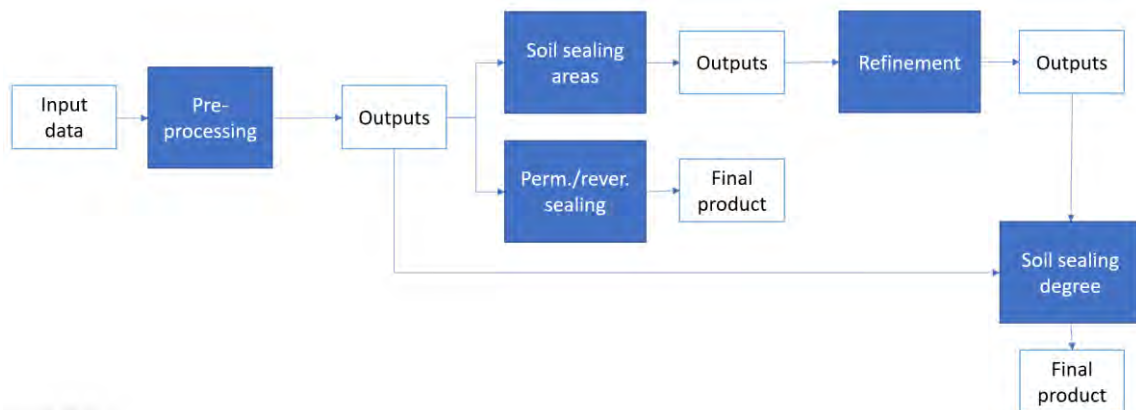 Input
data
Pre-
processing
Outputs
Soil sealing
areas
Outputs
Refinement
Outputs
Perm./rever.
sealing
Final
product
Soil sealing
degree
Final
product